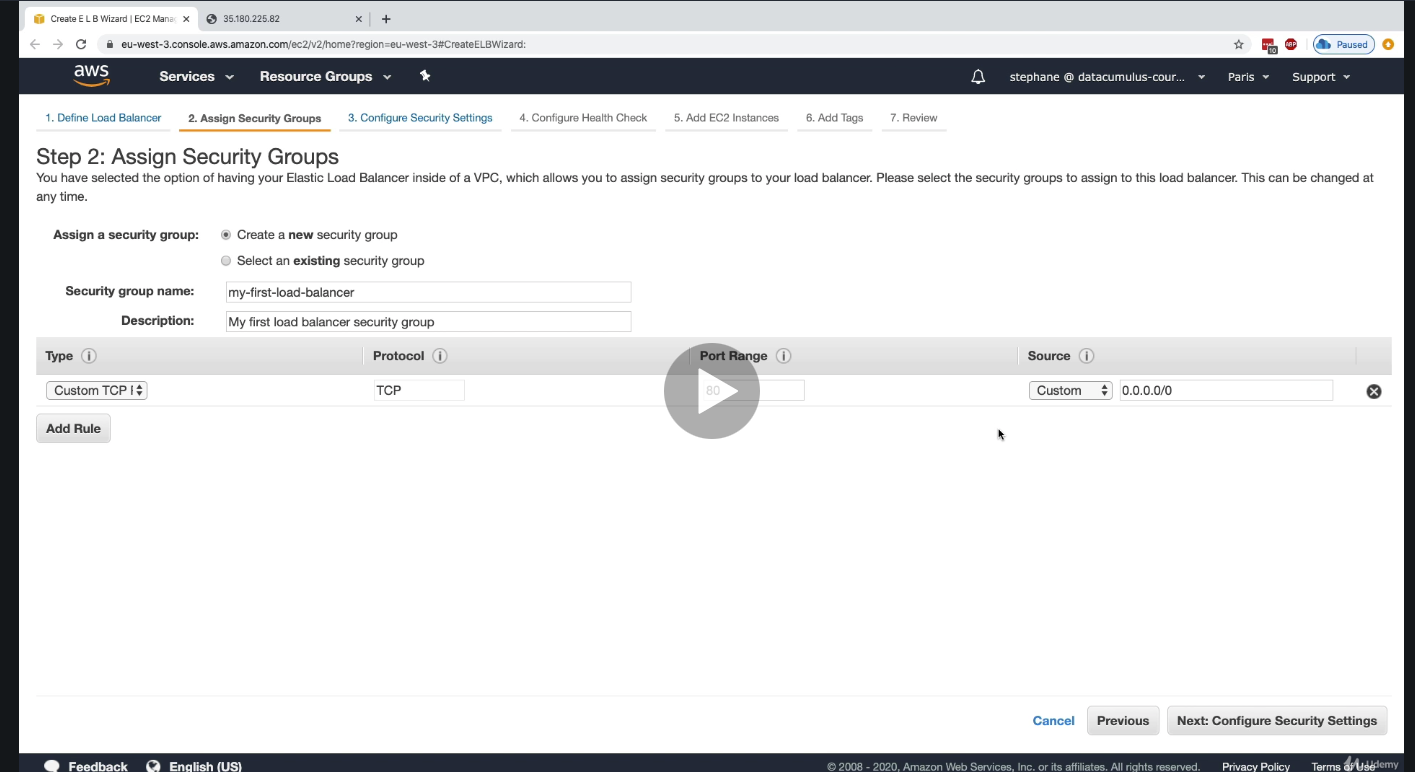 Create E L B Wizard | EC2 Mana
35.180.225.82
eu-west-3.console.aws.amazon.com/ec2/v2/home?region=eu-west-3#CreateELBWizard:
10
ABP
Paused
aws
Services
Resource Groups
stephane @ datacumulus-cour...
Paris
Support
1. Define Load Balancer
2. Assign Security Groups
3. Configure Security Settings
4. Configure Health Check
5. Add EC2 Instances
6. Add Tags
7. Review
Step 2: Assign Security Groups
You have selected the option of having your Elastic Load Balancer inside of a VPC, which allows you to assign security groups to your load balancer. Please select the security groups to assign to this load balancer. This can be changed at
any time.
Assign a security group:
Create a new security group
Select an existing security group
Security group name:
my-first-load-balancer
Description:
My first load balancer security group
Type
Protocol
Port Range
Source
Custom TCP
TCP
80
Custom
0.0.0.0/0
Add Rule
Cancel
Previous
Next: Configure Security Settings
Feedback
English (US)
© 2008 - 2020, Amazon Web Services, Inc. or its affiliates. All rights reserved.
Privacy Policy
Terms of Use
Udemy